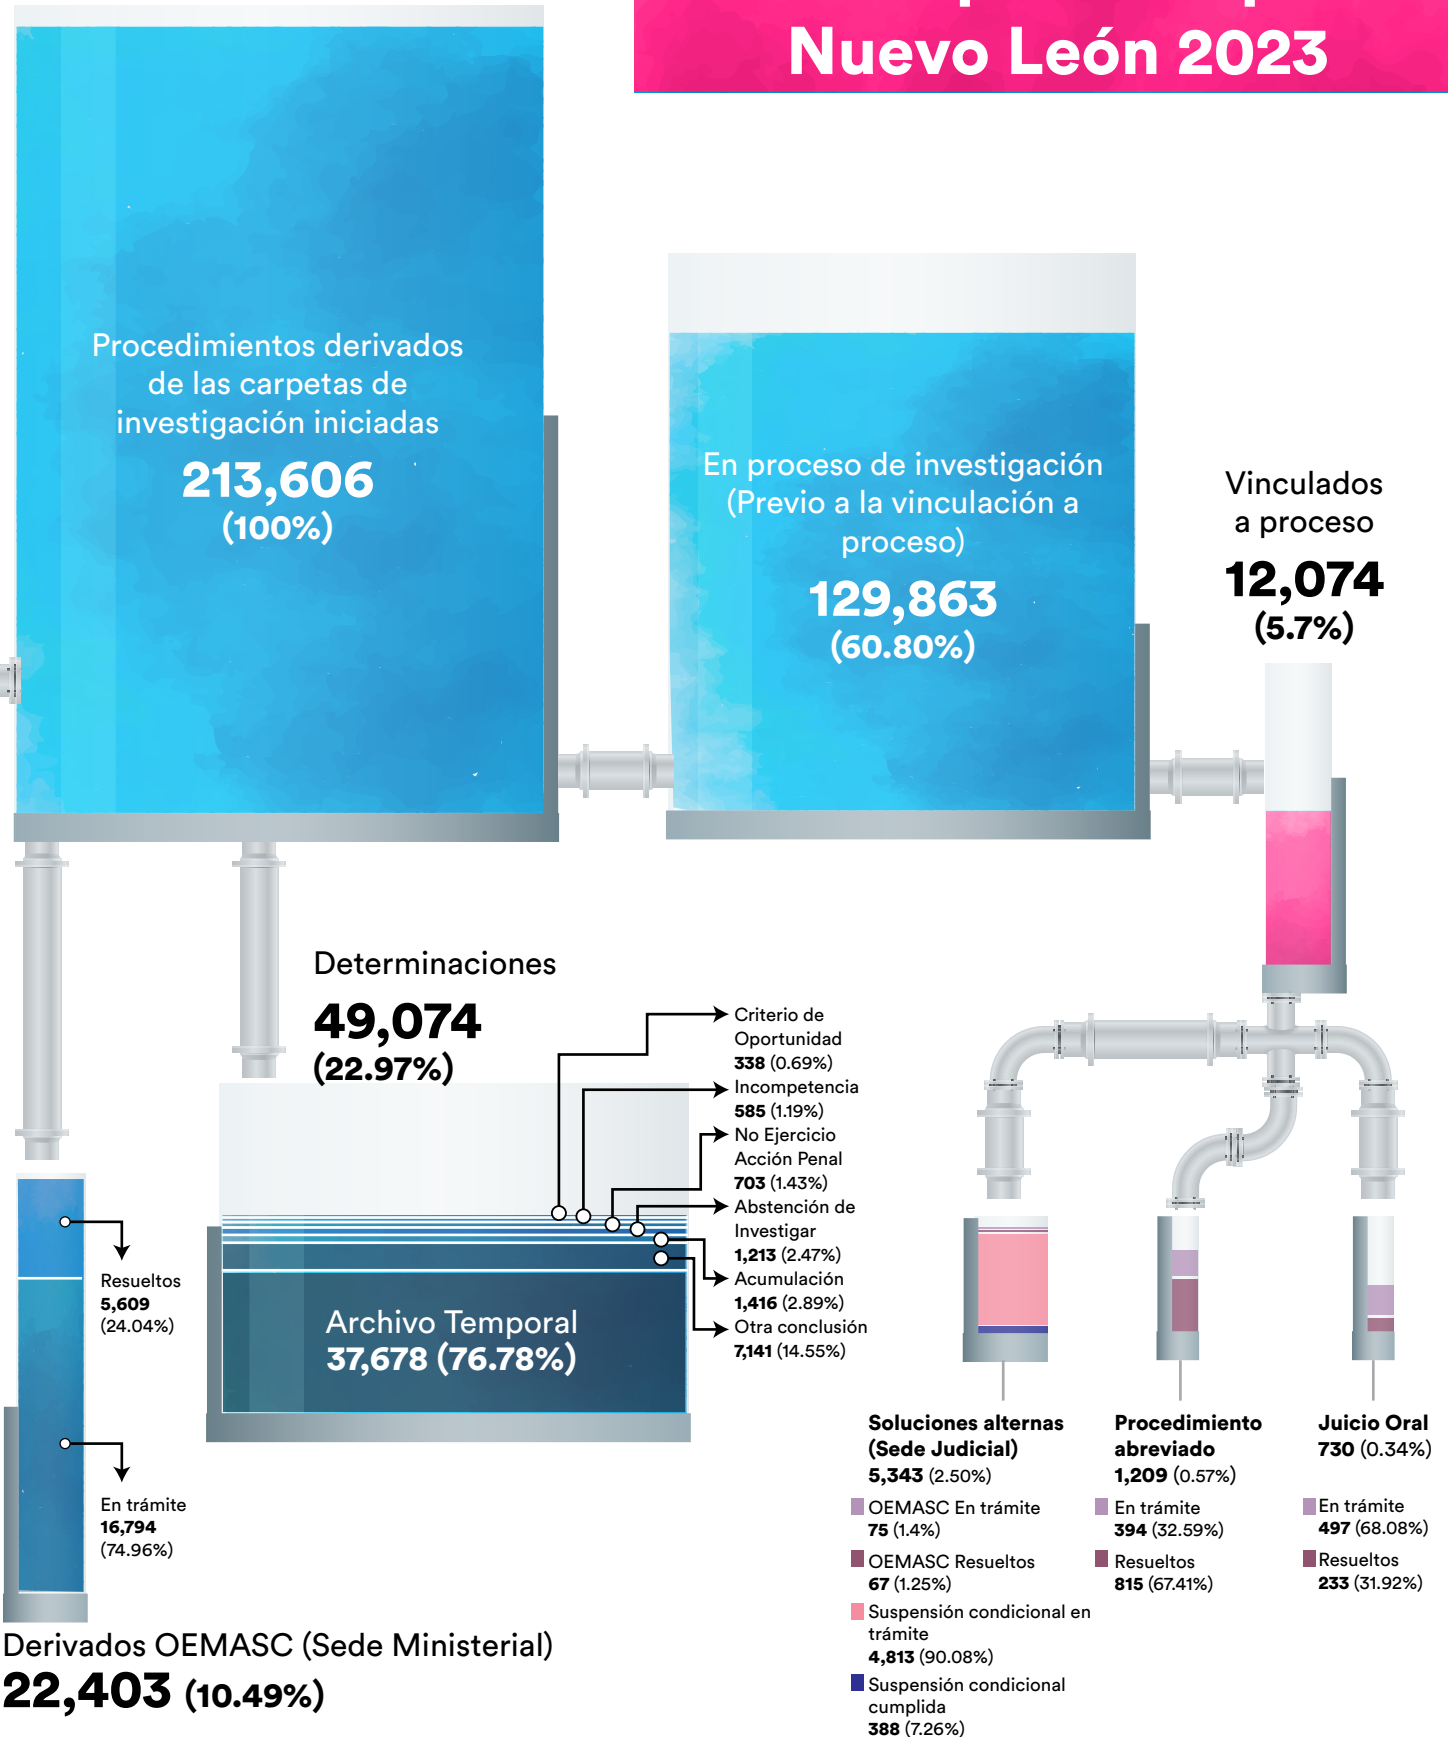 Nuevo León 2023
Procedimientos derivados
de las carpetas de
investigación iniciadas
213,606
(100%)
En proceso de investigación
(Previo a la vinculación a
proceso)
129,863
(60.80%)
Vinculados
a proceso
12,074
(5.7%)
Determinaciones
49,074
(22.97%)
Criterio de
Oportunidad
338 (0.69%)
Incompetencia
585 (1.19%)
No Ejercicio
Acción Penal
703 (1.43%)
Abstención de
Investigar
1,213 (2.47%)
Acumulación
1,416 (2.89%)
Otra conclusión
7,141 (14.55%)
Archivo Temporal
37,678 (76.78%)
Resueltos
5,609
(24.04%)
En trámite
16,794
(74.96%)
Derivados OEMASC (Sede Ministerial)
22,403 (10.49%)
Soluciones alternas
(Sede Judicial)
5,343 (2.50%)
OEMASC En trámite
75 (1.4%)
OEMASC Resueltos
67 (1.25%)
Suspensión condicional en
trámite
4,813 (90.08%)
Suspensión condicional
cumplida
388 (7.26%)
Procedimiento
abreviado
1,209 (0.57%)
En trámite
394 (32.59%)
Resueltos
815 (67.41%)
Juicio Oral
730 (0.34%)
En trámite
497 (68.08%)
Resueltos
233 (31.92%)